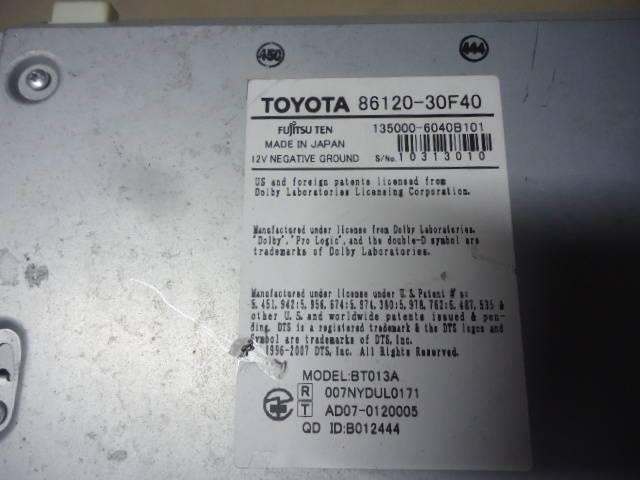 450
444
TOYOTA 86120-30F40
FUJITSU TEN 135000-6040B101
MADE IN JAPAN
12V NEGATIVE GROUND S/No. 10313010
US and foreign patents licensed from
Dolby Laboratories Licensing Corporation.
Manufactured under license from Dolby Laboratories.
"Dolby", "Pro Logic", and the double-D symbol are
trademarks of Dolby Laboratories.
Manufactured under license under U.S. Patent #'s:
5,451,942;5,956,674;5,974,380;5,978,762;6,487,535 &
other U.S. and worldwide patents issued & pen-
ding. DTS is a registered trademark & the DTS logos and
Symbol are trademarks of DTS, Inc.
1996-2007 DTS, Inc. All Rights Reserved.
MODEL:BT013A
R 007NYDUL0171
T AD07-0120005
QD ID:B012444